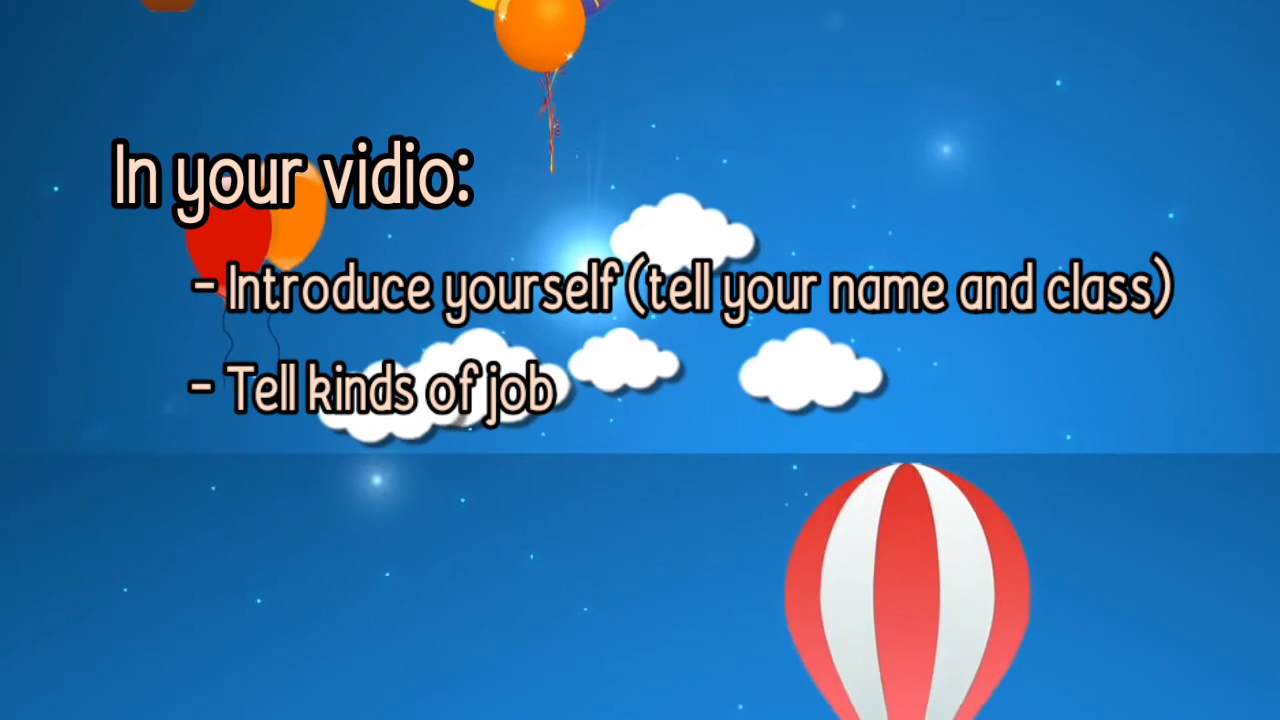 In your vidio:
- Introduce yourself (tell your name and class)
- Tell kinds of job